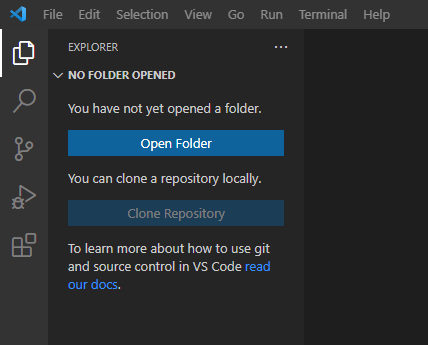 File Edit Selection View Go Run Terminal Help
EXPLORER
NO FOLDER OPENED
You have not yet opened a folder.
Open Folder
You can clone a repository locally.
Clone Repository
To learn more about how to use git
and source control in VS Code read
our docs.